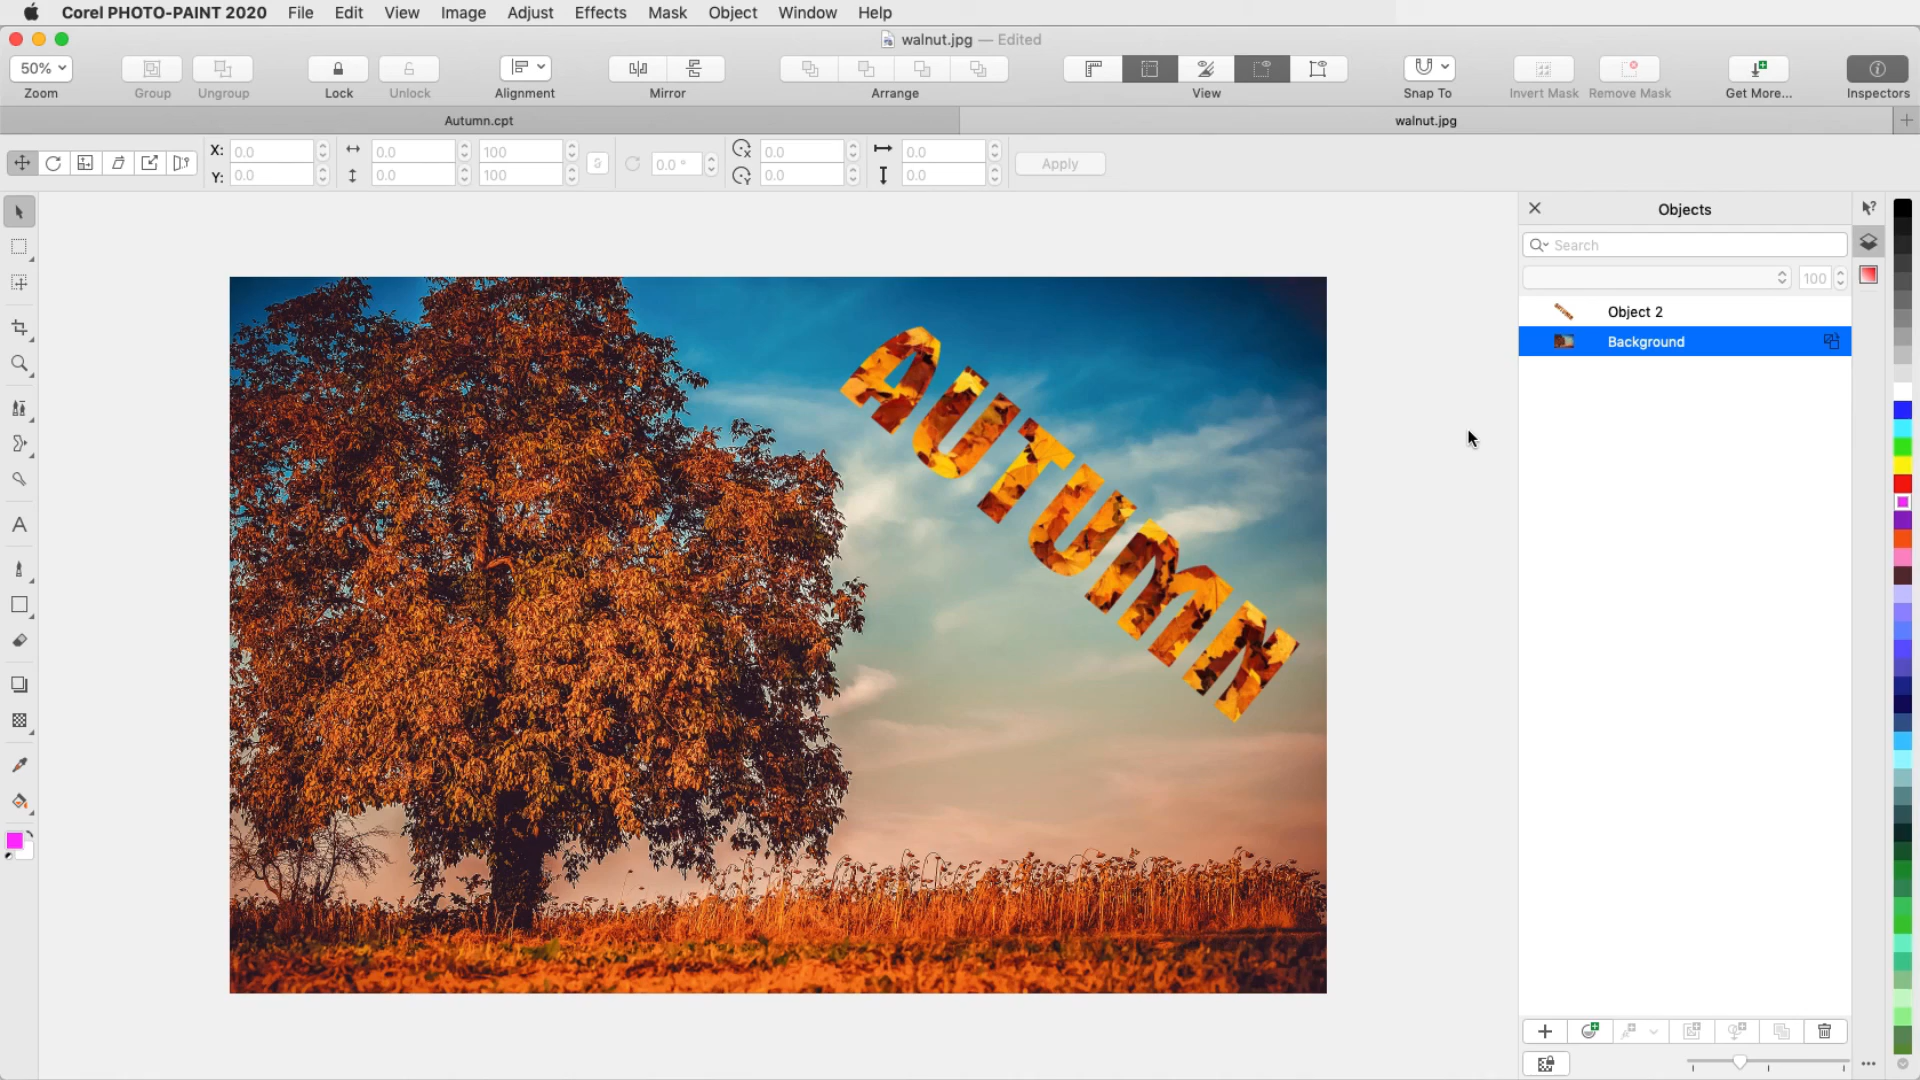 Corel PHOTO-PAINT 2020 File Edit View Image Adjust Effects Mask Object Window Help
walnut.jpg — Edited
50%
Zoom Group Ungroup Lock Unlock Alignment Mirror Arrange View Snap To Invert Mask Remove Mask Get More... Inspectors
Autumn.cpt walnut.jpg
X: 0.0 0.0 100 0.0 ° 0.0 0.0 Apply
Y: 0.0 0.0 100 0.0 0.0
Objects
Search
100
Object 2
Background
AUTUMN